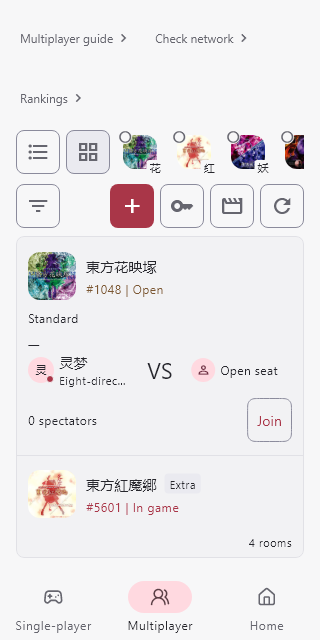 Multiplayer guide
Check network
Rankings
花
红
妖
東方花映塚
#1048 | Open
Standard
—
灵
灵梦
Eight-direc...
VS
Open seat
0 spectators
Join
東方紅魔郷
Extra
#5601 | In game
4 rooms
Single-player
Multiplayer
Home